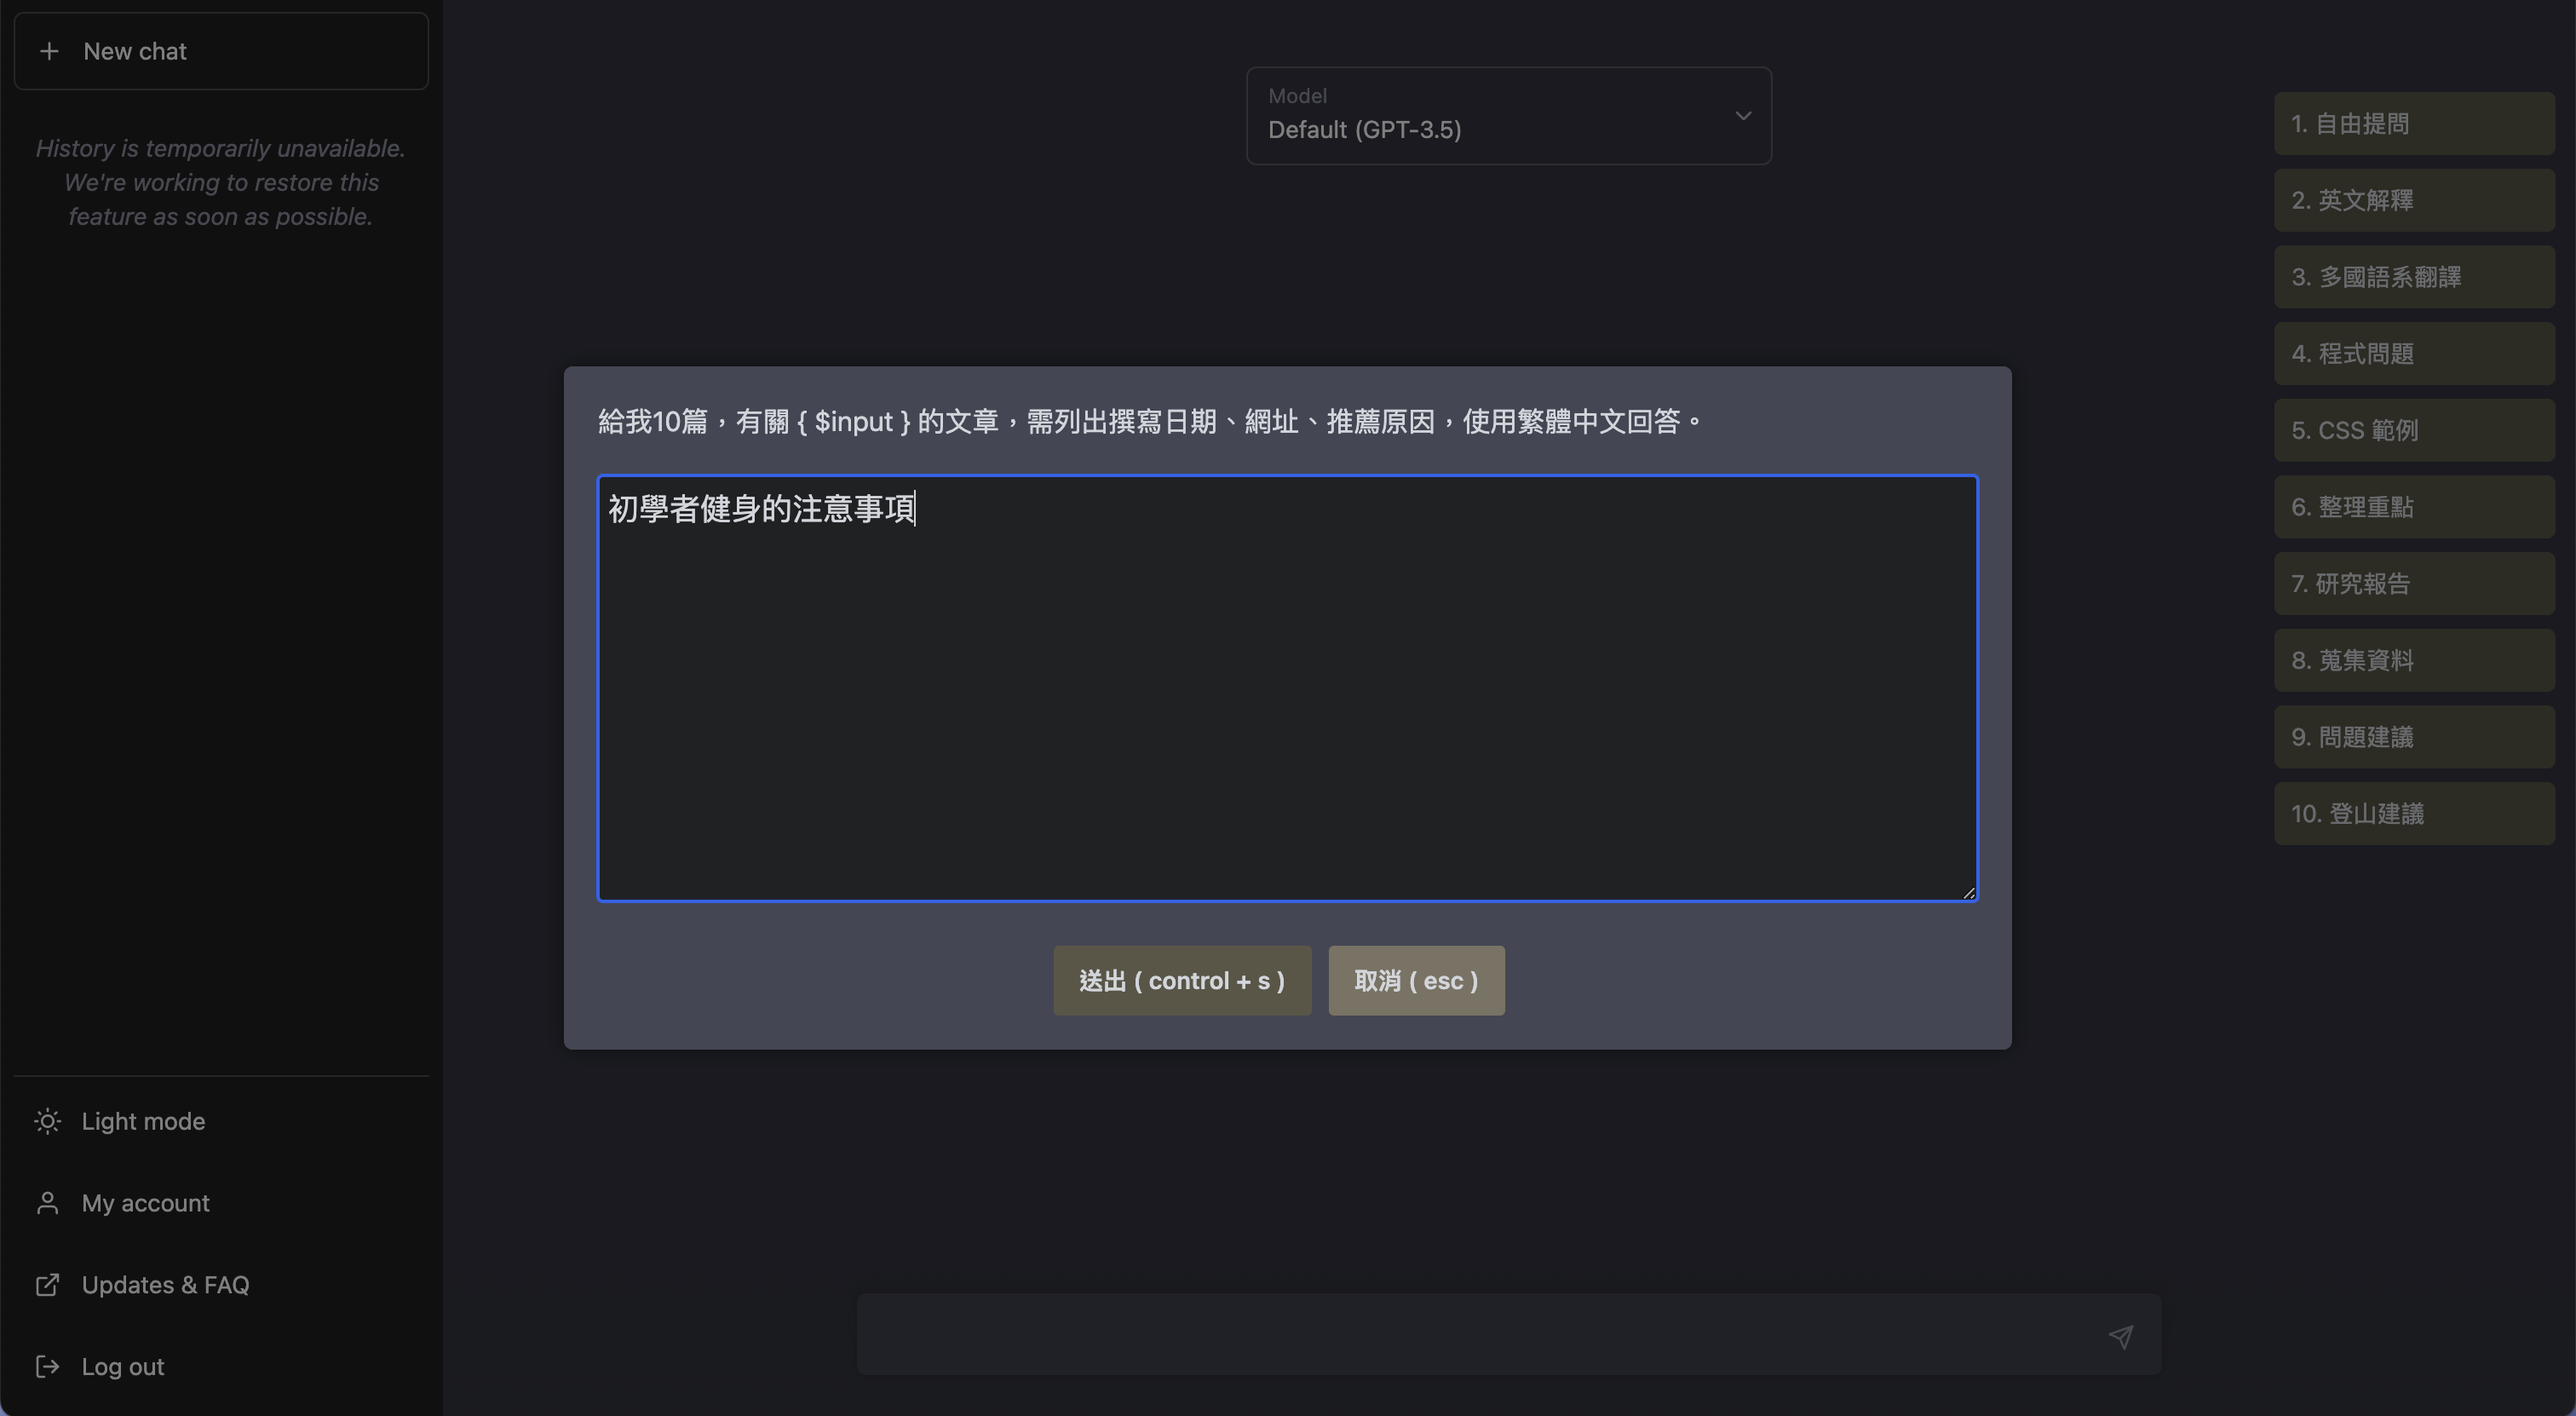 New chat
History is temporarily unavailable.
We're working to restore this
feature as soon as possible.
Light mode
My account
Updates & FAQ
Log out
Model
Default (GPT-3.5)
給我10篇，有關 { $input } 的文章，需列出撰寫日期、網址、推薦原因，使用繁體中文回答。
初學者健身的注意事項
送出 ( control + s )
取消 ( esc )
1. 自由提問
2. 英文解釋
3. 多國語系翻譯
4. 程式問題
5. CSS 範例
6. 整理重點
7. 研究報告
8. 蒐集資料
9. 問題建議
10. 登山建議